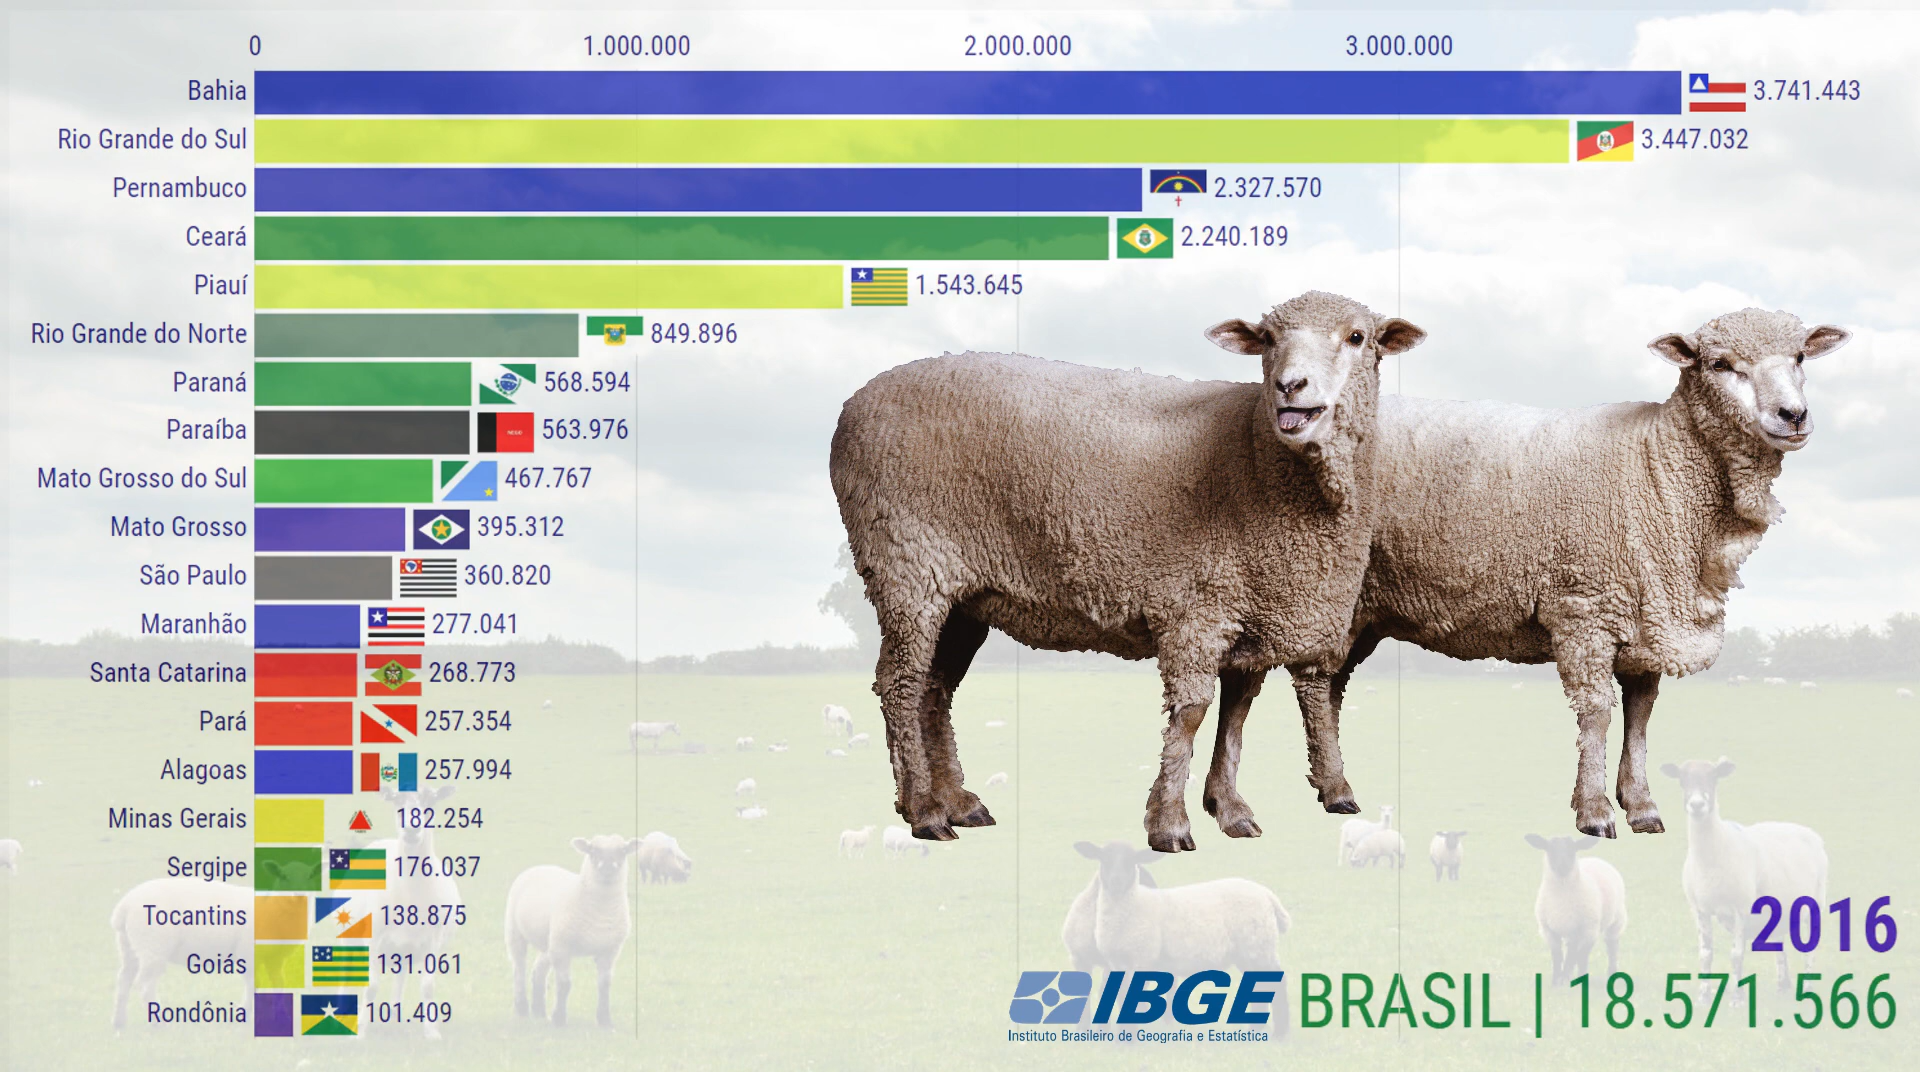 0 1.000.000 2.000.000 3.000.000
Bahia 3.741.443
Rio Grande do Sul 3.447.032
Pernambuco 2.327.570
Ceará 2.240.189
Piauí 1.543.645
Rio Grande do Norte 849.896
Paraná 568.594
Paraíba 563.976
Mato Grosso do Sul 467.767
Mato Grosso 395.312
São Paulo 360.820
Maranhão 277.041
Santa Catarina 268.773
Pará 257.354
Alagoas 257.994
Minas Gerais 182.254
Sergipe 176.037
Tocantins 138.875
Goiás 131.061
Rondônia 101.409
2016
IBGE BRASIL | 18.571.566
Instituto Brasileiro de Geografia e Estatística